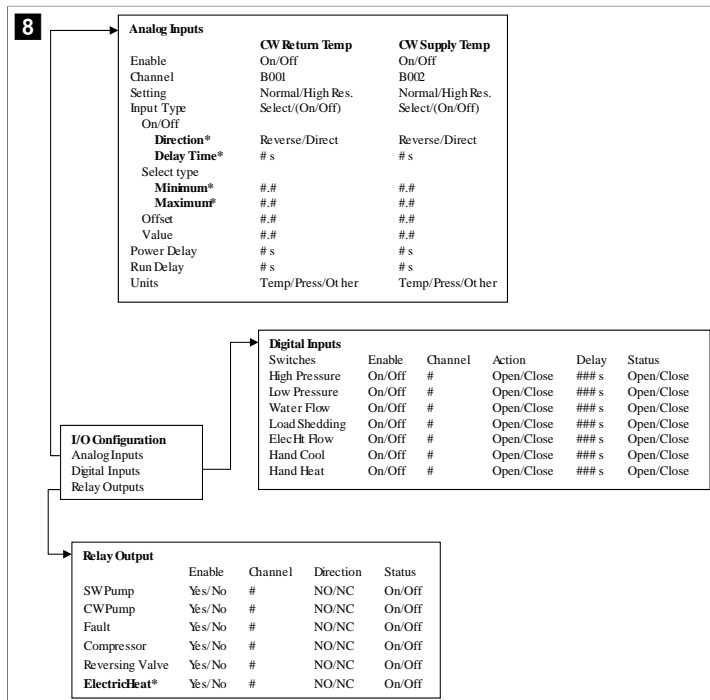 8
Analog Inputs
CW Return Temp CW Supply Temp
Enable On/Off On/Off
Channel B001 B002
Setting Normal/High Res. Normal/High Res.
Input Type Select/(On/Off) Select/(On/Off)
On/Off
Direction* Reverse/Direct Reverse/Direct
Delay Time* # s # s
Select type
Minimum* #.# #.#
Maximum* #.# #.#
Offset #.# #.#
Value #.# #.#
Power Delay # s # s
Run Delay # s # s
Units Temp/Press/Other Temp/Press/Other
Digital Inputs
Switches Enable Channel Action Delay Status
High Pressure On/Off # Open/Close ### s Open/Close
Low Pressure On/Off # Open/Close ### s Open/Close
Water Flow On/Off # Open/Close ### s Open/Close
Load Shedding On/Off # Open/Close ### s Open/Close
Elec Ht Flow On/Off # Open/Close ### s Open/Close
Hand Cool On/Off # Open/Close ### s Open/Close
Hand Heat On/Off # Open/Close ### s Open/Close
I/O Configuration
Analog Inputs
Digital Inputs
Relay Outputs
Relay Output
Enable Channel Direction Status
SW Pump Yes/No # NO/NC On/Off
CW Pump Yes/No # NO/NC On/Off
Fault Yes/No # NO/NC On/Off
Compressor Yes/No # NO/NC On/Off
Reversing Valve Yes/No # NO/NC On/Off
ElectricHeat* Yes/No # NO/NC On/Off